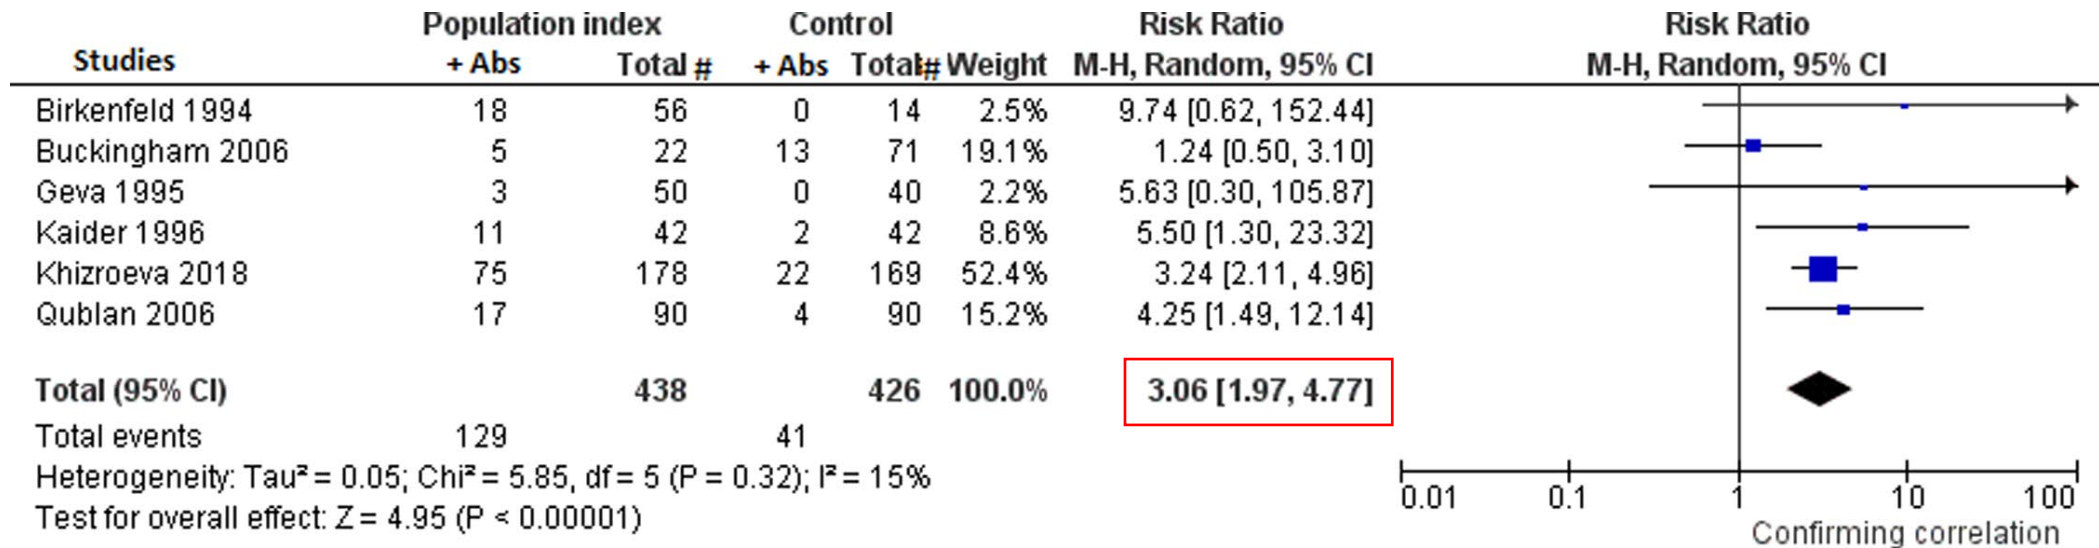 Population index Control Risk Ratio Risk Ratio
Studies + Abs Total # + Abs Total# Weight M-H, Random, 95% CI M-H, Random, 95% CI
Birkenfeld 1994 18 56 0 14 2.5% 9.74 [0.62, 152.44]
Buckingham 2006 5 22 13 71 19.1% 1.24 [0.50, 3.10]
Geva 1995 3 50 0 40 2.2% 5.63 [0.30, 105.87]
Kaider 1996 11 42 2 42 8.6% 5.50 [1.30, 23.32]
Khizroeva 2018 75 178 22 169 52.4% 3.24 [2.11, 4.96]
Qublan 2006 17 90 4 90 15.2% 4.25 [1.49, 12.14]
Total (95% CI) 438 426 100.0% 3.06 [1.97, 4.77]
Total events 129 41
Heterogeneity: Tau² = 0.05; Chi² = 5.85, df = 5 (P = 0.32); I² = 15%
Test for overall effect: Z = 4.95 (P < 0.00001)
0.01 0.1 1 10 100
Confirming correlation